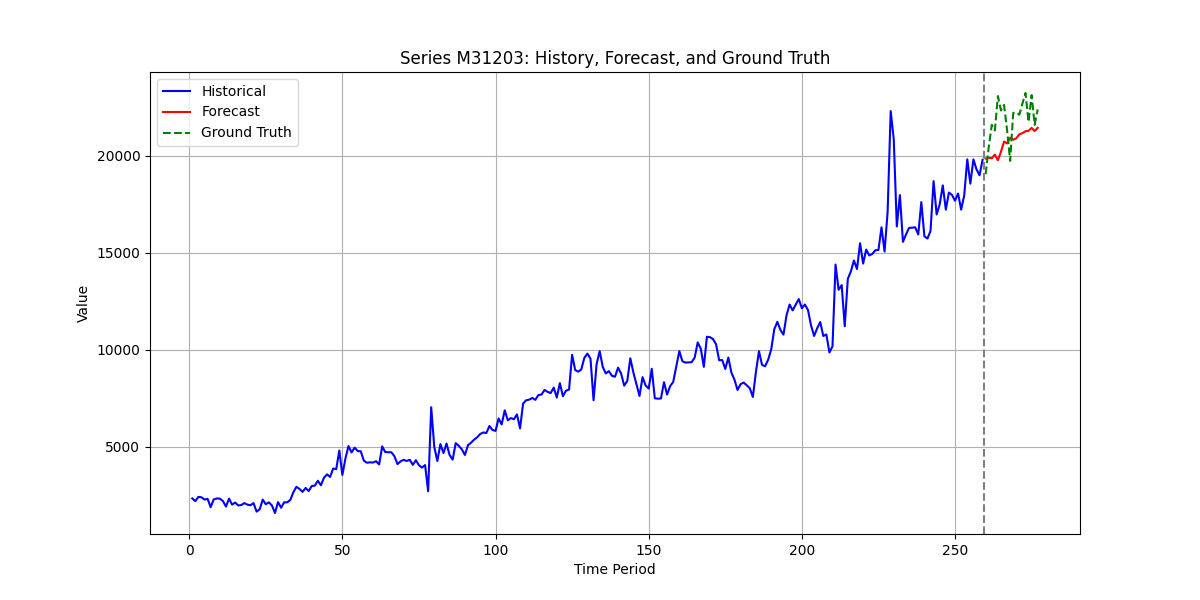 Series M31203: History, Forecast, and Ground Truth
Historical
Forecast
Ground Truth
Value
20000
15000
10000
5000
0 50 100 150 200 250
Time Period